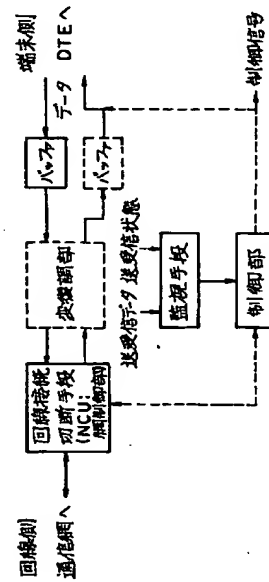 回線側
通信網へ
回線接続
切断手段
(NCU:
網制御部)
変復調部
バッファ
バッファ
端末側
データ
DTEへ
送受信データ
送受信状態
監視手段
制御部
制御信号